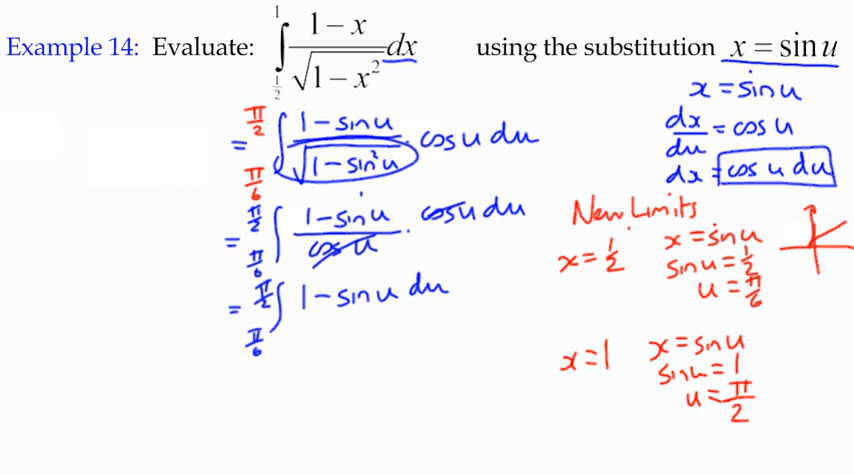 Example 14: Evaluate: ∫_{1/2}^{1} (1 − x)/√(1 − x²) dx using the substitution x = sin u
x = sin u
dx/du = cos u
dx = cos u du
= ∫_{π/6}^{π/2} (1 − sin u)/√(1 − sin² u) · cos u du
= ∫_{π/6}^{π/2} (1 − sin u)/cos u · cos u du
= ∫_{π/6}^{π/2} 1 − sin u du
New Limits
x = 1/2 x = sin u
sin u = 1/2
u = π/6
x = 1 x = sin u
sin u = 1
u = π/2